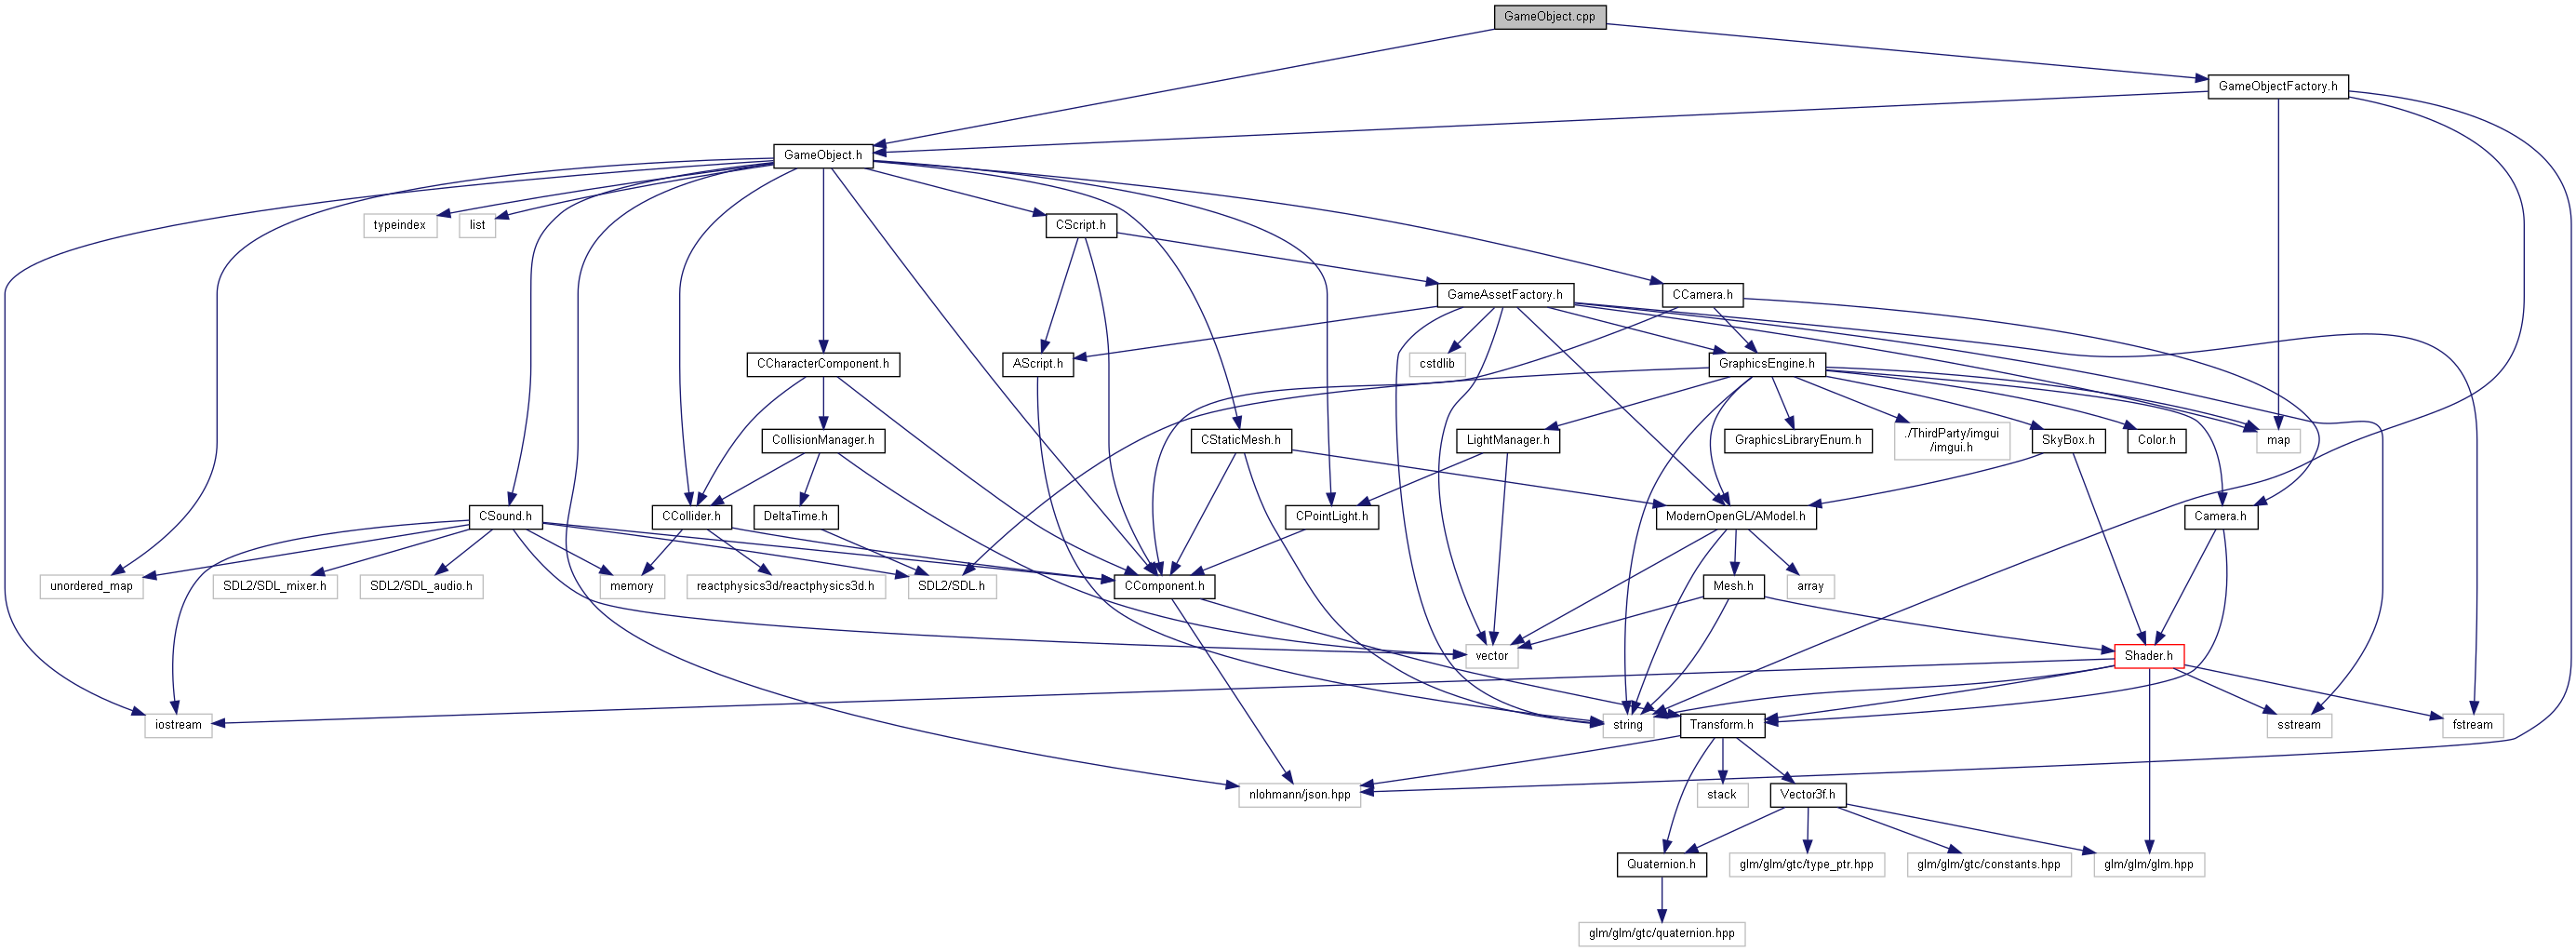 GameObject.cpp
GameObjectFactory.h
GameObject.h
typeindex
list
CScript.h
GameAssetFactory.h
CCamera.h
CCharacterComponent.h
AScript.h
cstdlib
GraphicsEngine.h
CollisionManager.h
CStaticMesh.h
LightManager.h
GraphicsLibraryEnum.h
./ThirdParty/imgui
/imgui.h
SkyBox.h
Color.h
map
CSound.h
CCollider.h
DeltaTime.h
CPointLight.h
ModernOpenGL/AModel.h
Camera.h
unordered_map
SDL2/SDL_mixer.h
SDL2/SDL_audio.h
memory
reactphysics3d/reactphysics3d.h
SDL2/SDL.h
CComponent.h
Mesh.h
array
vector
Shader.h
iostream
string
Transform.h
sstream
fstream
nlohmann/json.hpp
stack
Vector3f.h
Quaternion.h
glm/glm/gtc/type_ptr.hpp
glm/glm/gtc/constants.hpp
glm/glm/glm.hpp
glm/glm/gtc/quaternion.hpp